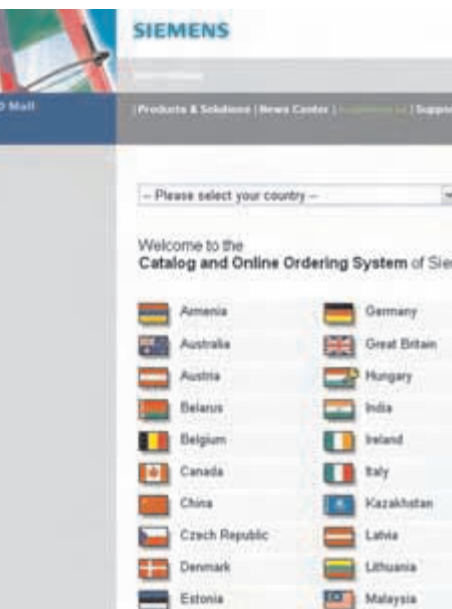 SIEMENS
Mall
| Products & Solutions | News Center | | Suppo
-- Please select your country --
Welcome to the
Catalog and Online Ordering System of Sie
Armenia
Germany
Australia
Great Britain
Austria
Hungary
Belarus
India
Belgium
Ireland
Canada
Italy
China
Kazakhstan
Czech Republic
Latvia
Denmark
Lithuania
Estonia
Malaysia